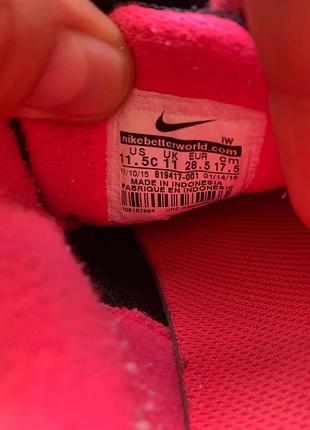 IW
nikebetterworld.com
US UK EUR cm
11.5C 11 28.5 17.5
11/10/15 819417-001 01/14/16
MADE IN INDONESIA
FABRIQUE EN INDONESIE
UPC